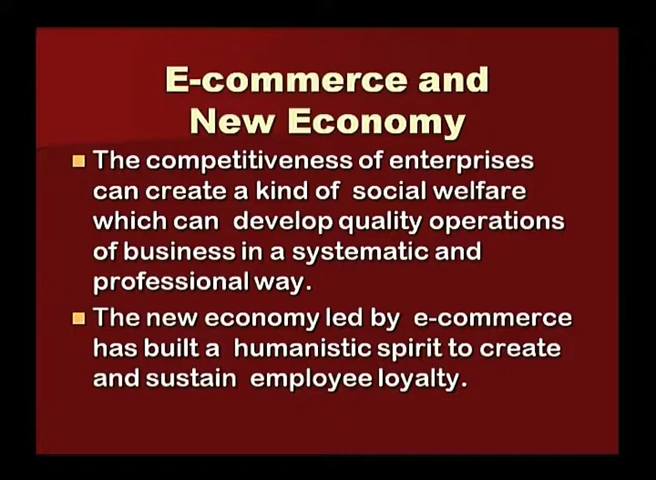 E-commerce and
New Economy
The competitiveness of enterprises
can create a kind of social welfare
which can develop quality operations
of business in a systematic and
professional way.
The new economy led by e-commerce
has built a humanistic spirit to create
and sustain employee loyalty.